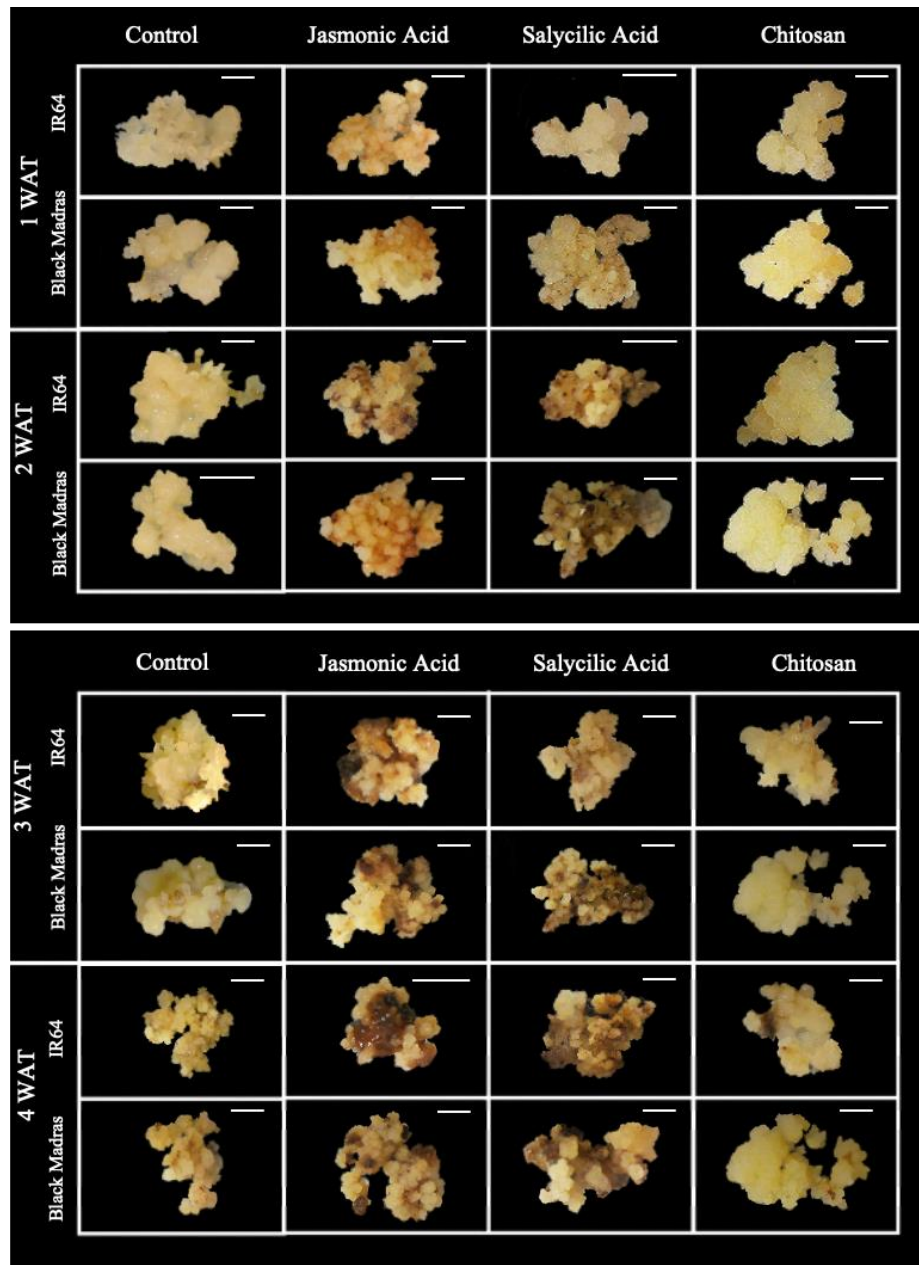 Control Jasmonic Acid Salycilic Acid Chitosan
1 WAT
IR64
Black Madras
2 WAT
IR64
Black Madras
Control Jasmonic Acid Salycilic Acid Chitosan
3 WAT
IR64
Black Madras
4 WAT
IR64
Black Madras